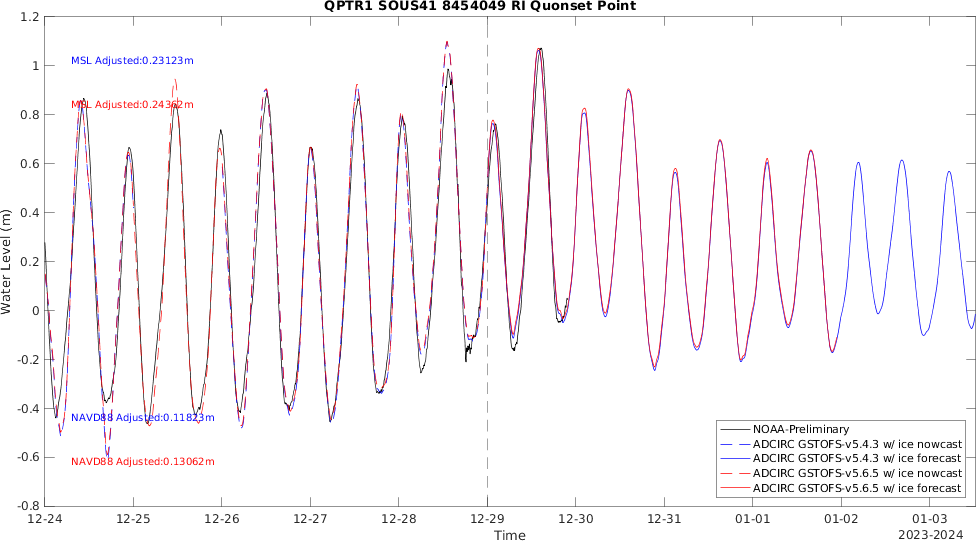 QPTR1 SOUS41 8454049 RI Quonset Point
1.2
1
0.8
0.6
0.4
0.2
0
-0.2
-0.4
-0.6
-0.8
Water Level (m)
MSL Adjusted:0.23123m
MSL Adjusted:0.24362m
NAVD88 Adjusted:0.11823m
NAVD88 Adjusted:0.13062m
NOAA-Preliminary
ADCIRC GSTOFS-v5.4.3 w/ ice nowcast
ADCIRC GSTOFS-v5.4.3 w/ ice forecast
ADCIRC GSTOFS-v5.6.5 w/ ice nowcast
ADCIRC GSTOFS-v5.6.5 w/ ice forecast
12-24 12-25 12-26 12-27 12-28 12-29 12-30 12-31 01-01 01-02 01-03
Time
2023-2024